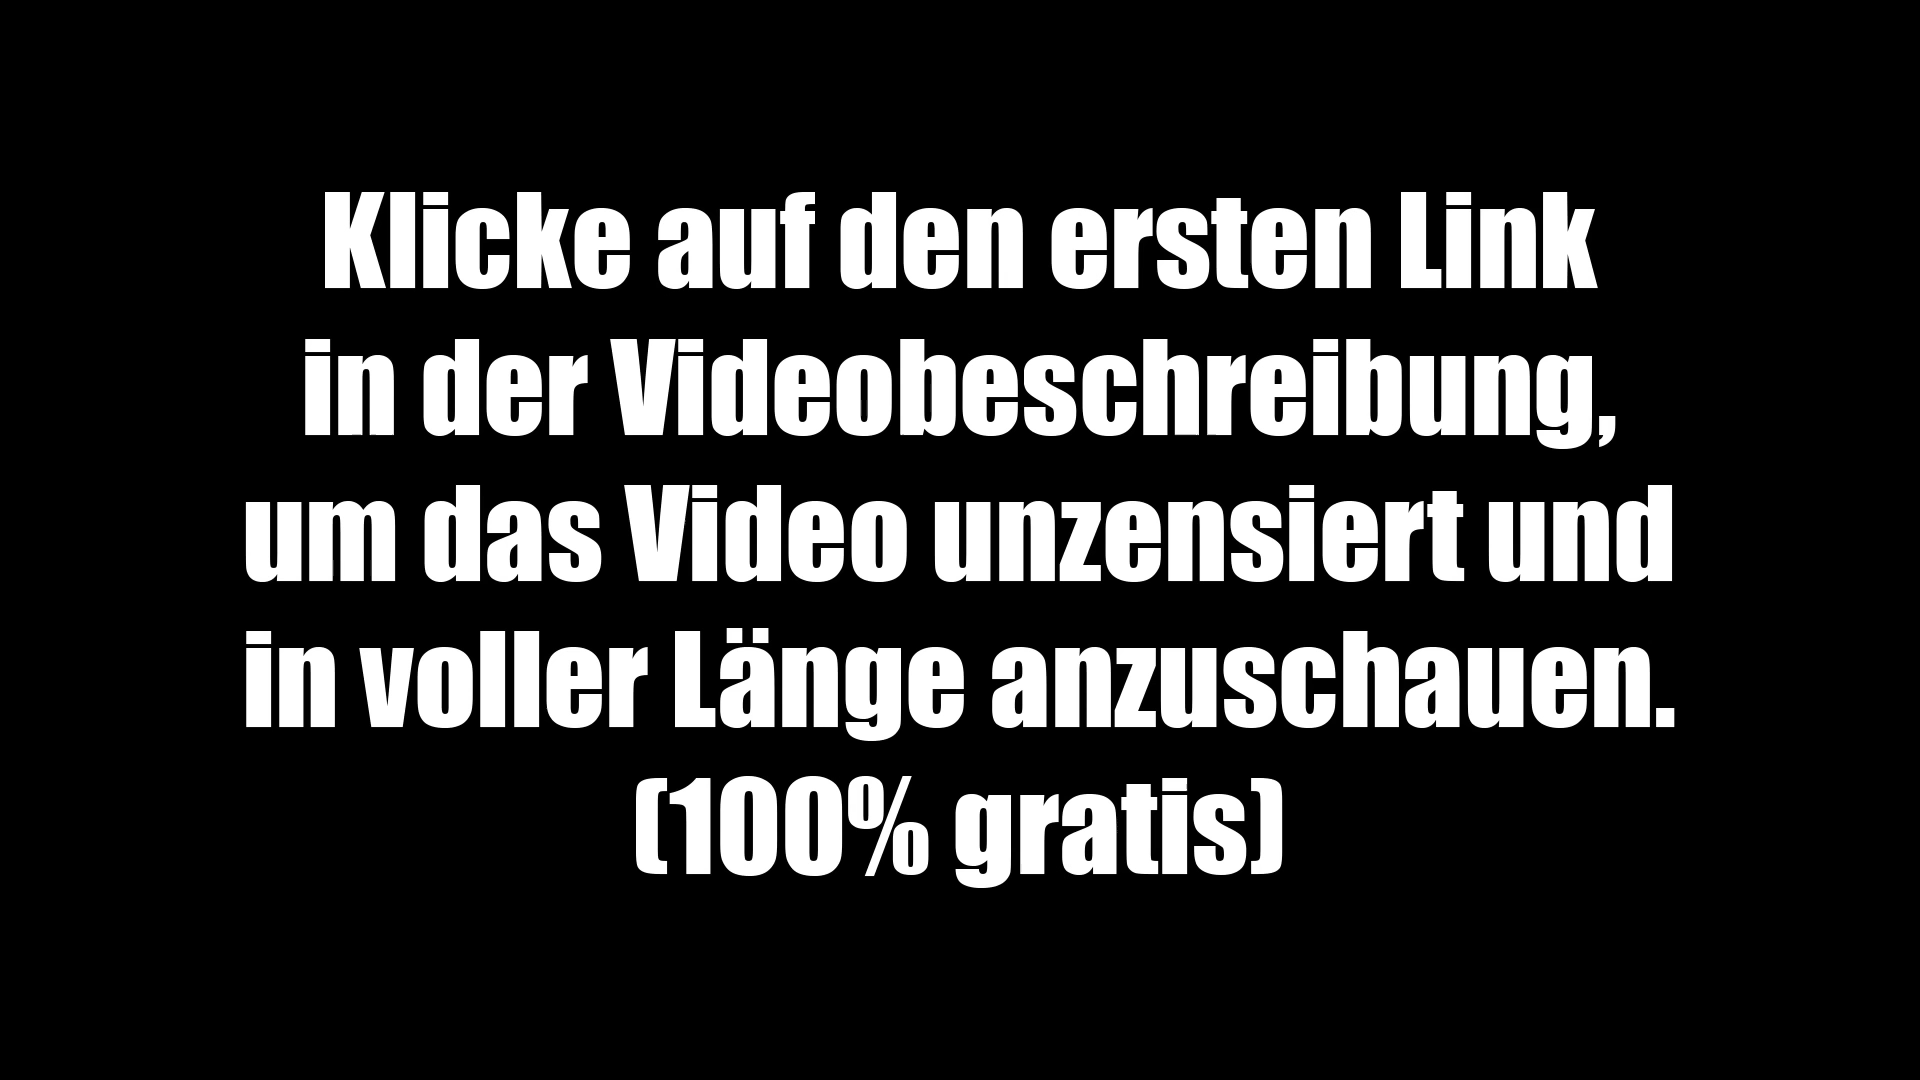 Klicke auf den ersten Link
in der Videobeschreibung,
um das Video unzensiert und
in voller Länge anzuschauen.
(100% gratis)